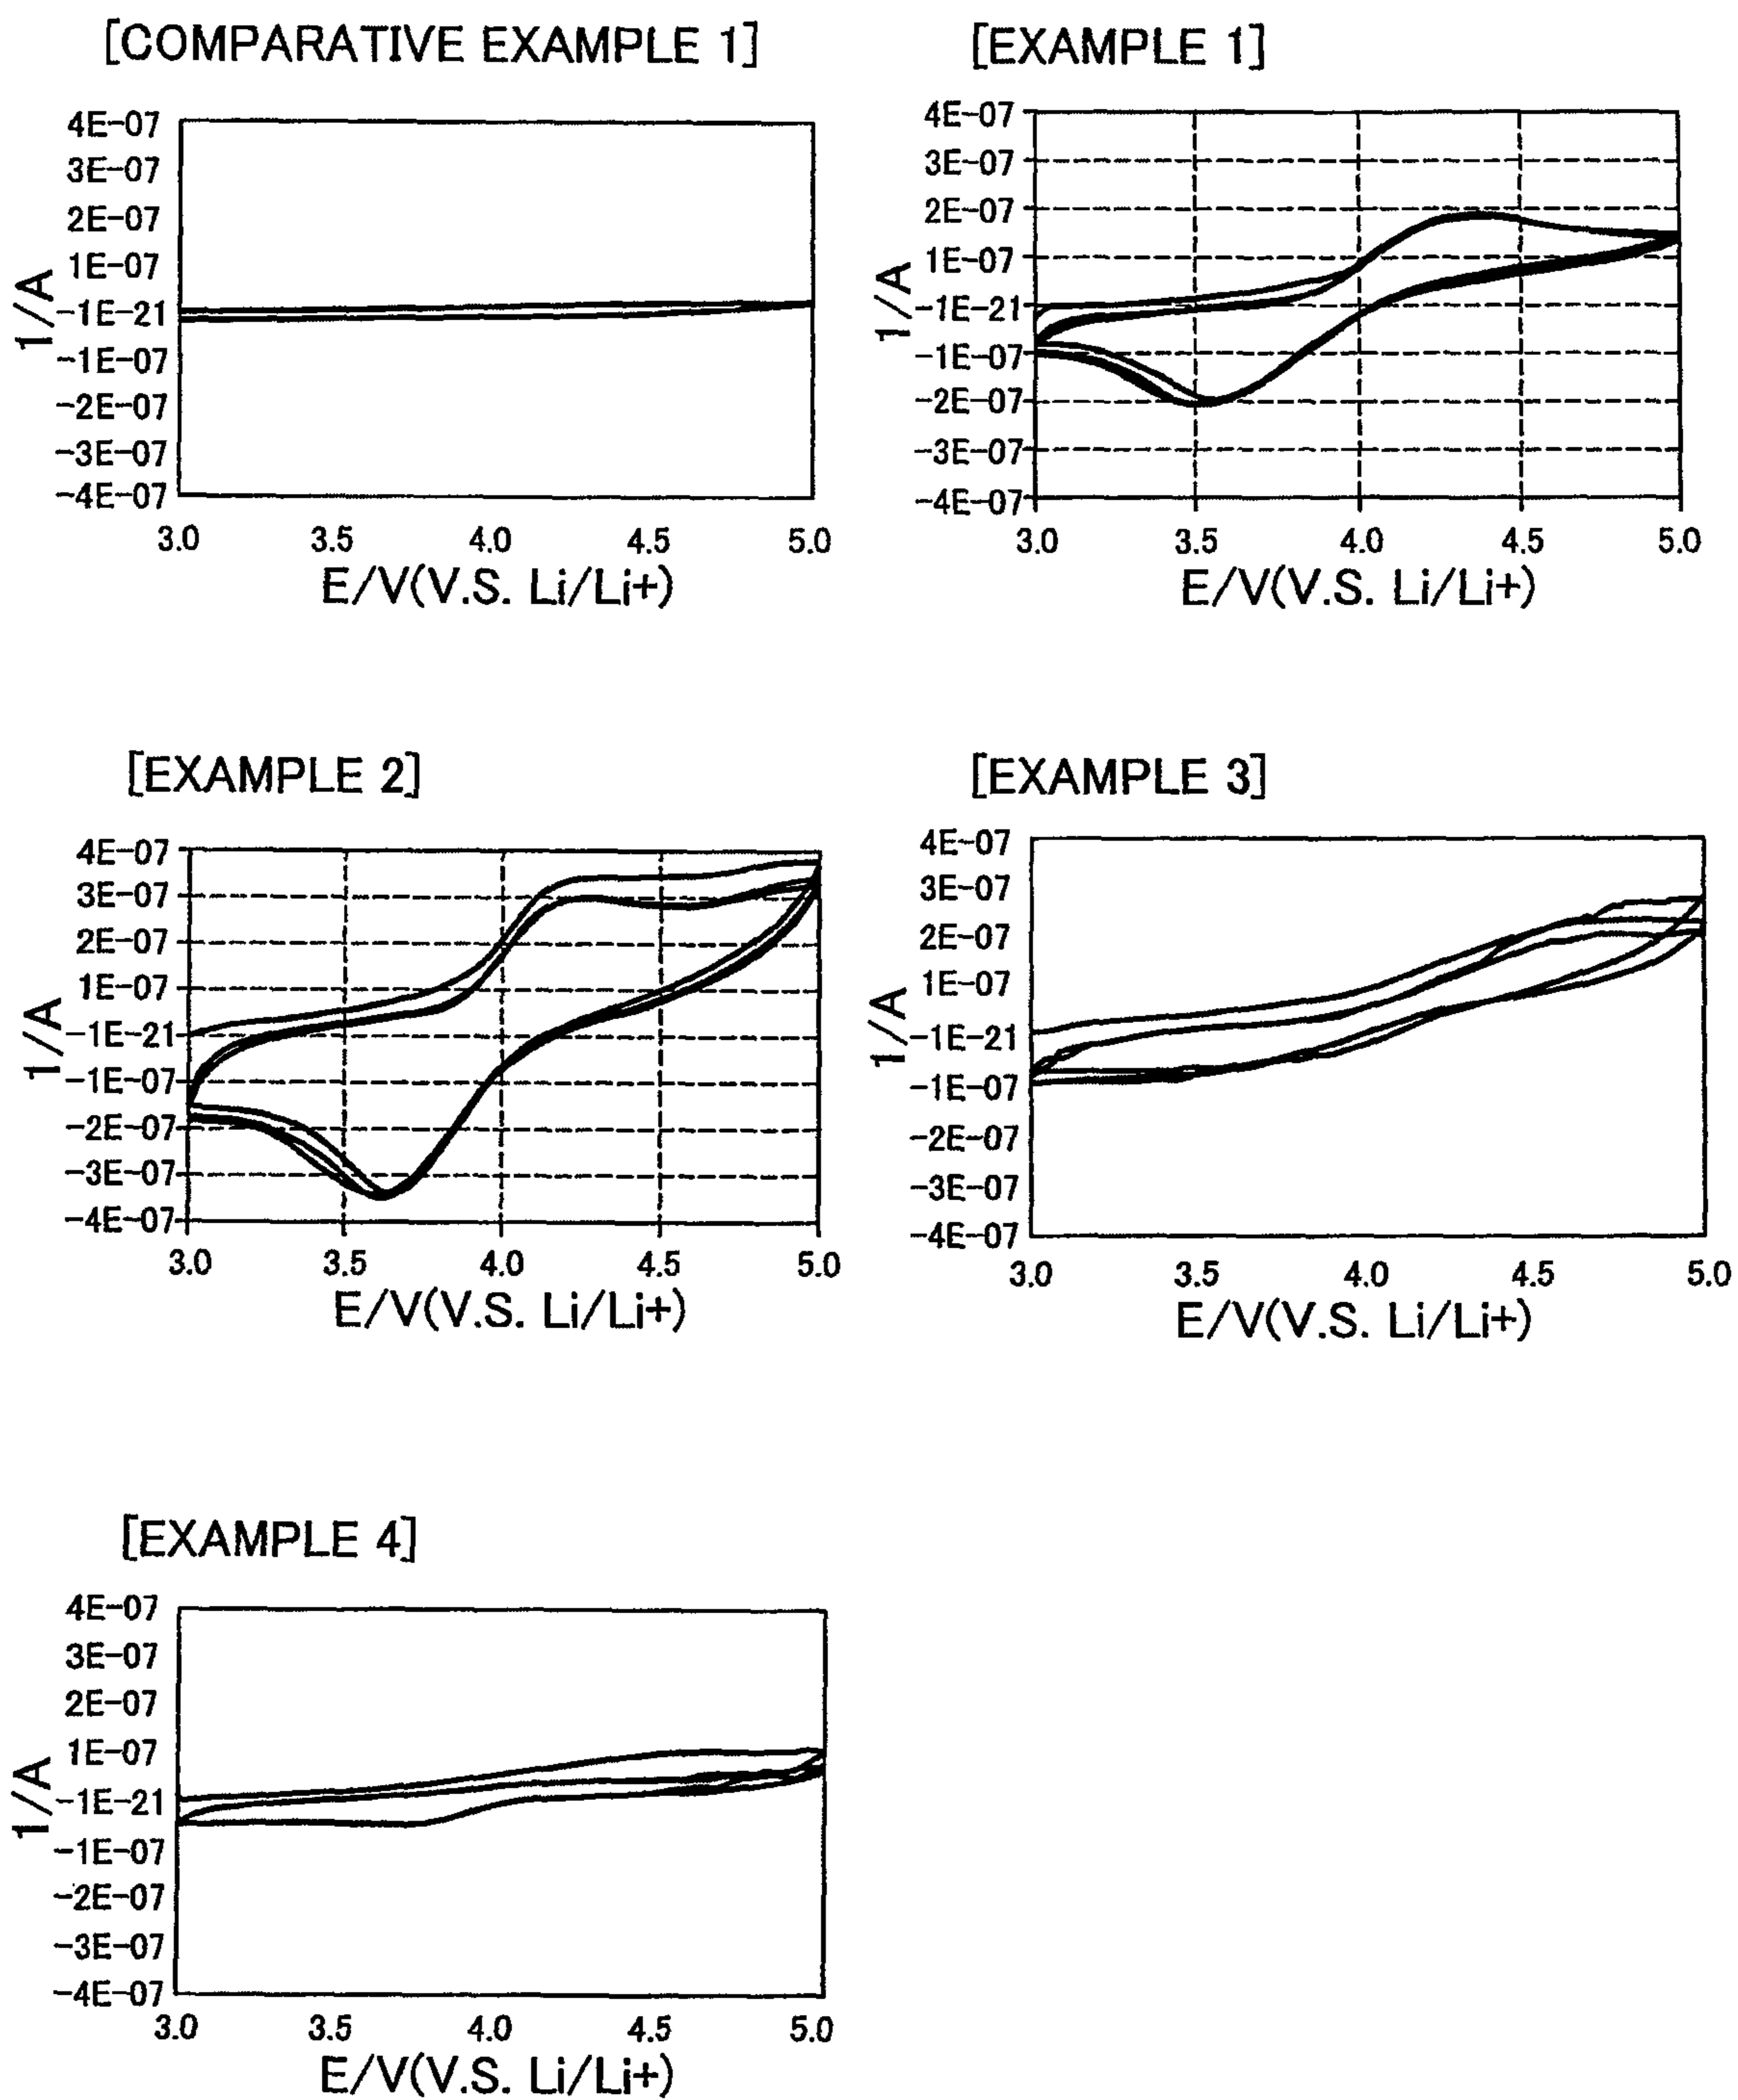 [COMPARATIVE EXAMPLE 1]
4E-07
3E-07
2E-07
1E-07
-1E-21
-1E-07
-2E-07
-3E-07
-4E-07
1/A
3.0 3.5 4.0 4.5 5.0
E/V(V.S. Li/Li+)
[EXAMPLE 1]
4E-07
3E-07
2E-07
1E-07
-1E-21
-1E-07
-2E-07
-3E-07
-4E-07
1/A
3.0 3.5 4.0 4.5 5.0
E/V(V.S. Li/Li+)
[EXAMPLE 2]
4E-07
3E-07
2E-07
1E-07
-1E-21
-1E-07
-2E-07
-3E-07
-4E-07
1/A
3.0 3.5 4.0 4.5 5.0
E/V(V.S. Li/Li+)
[EXAMPLE 3]
4E-07
3E-07
2E-07
1E-07
-1E-21
-1E-07
-2E-07
-3E-07
-4E-07
1/A
3.0 3.5 4.0 4.5 5.0
E/V(V.S. Li/Li+)
[EXAMPLE 4]
4E-07
3E-07
2E-07
1E-07
-1E-21
-1E-07
-2E-07
-3E-07
-4E-07
1/A
3.0 3.5 4.0 4.5 5.0
E/V(V.S. Li/Li+)